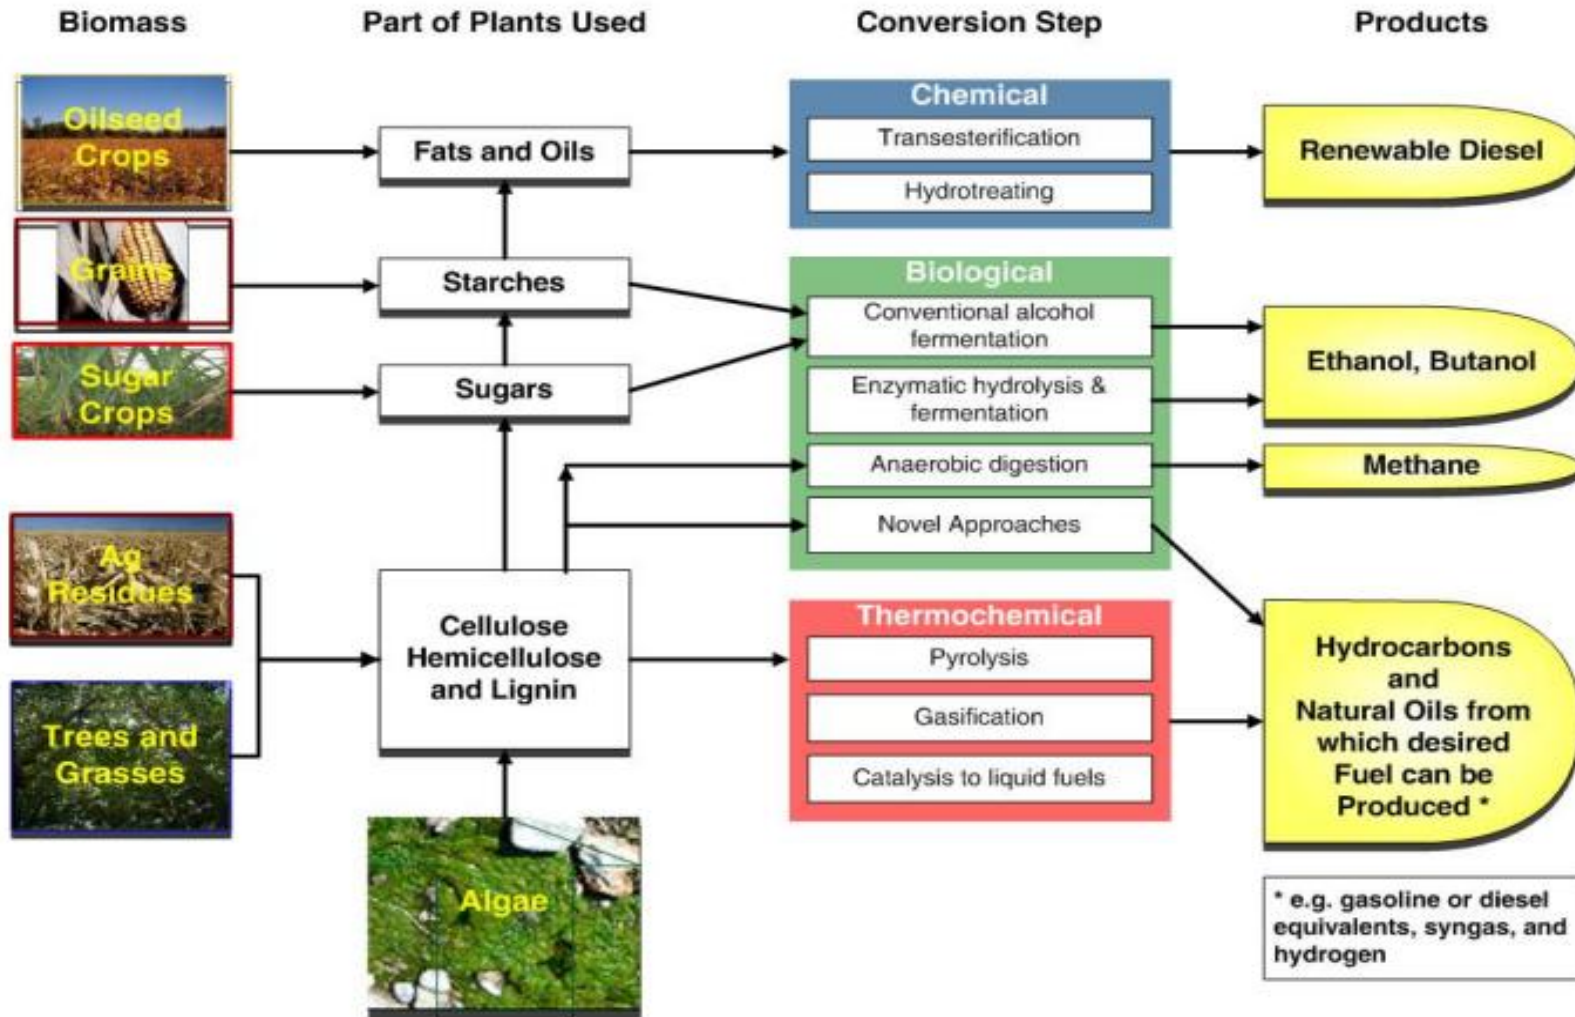 Biomass
Part of Plants Used
Conversion Step
Products
Oilseed
Crops
Fats and Oils
Chemical
Transesterification
Hydrotreating
Renewable Diesel
Grains
Starches
Biological
Conventional alcohol
fermentation
Ethanol, Butanol
Sugar
Crops
Sugars
Enzymatic hydrolysis &
fermentation
Anaerobic digestion
Methane
Novel Approaches
Ag
Residues
Cellulose
Hemicellulose
and Lignin
Thermochemical
Pyrolysis
Gasification
Catalysis to liquid fuels
Hydrocarbons
and
Natural Oils from
which desired
Fuel can be
Produced *
Trees and
Grasses
Algae
* e.g. gasoline or diesel
equivalents, syngas, and
hydrogen